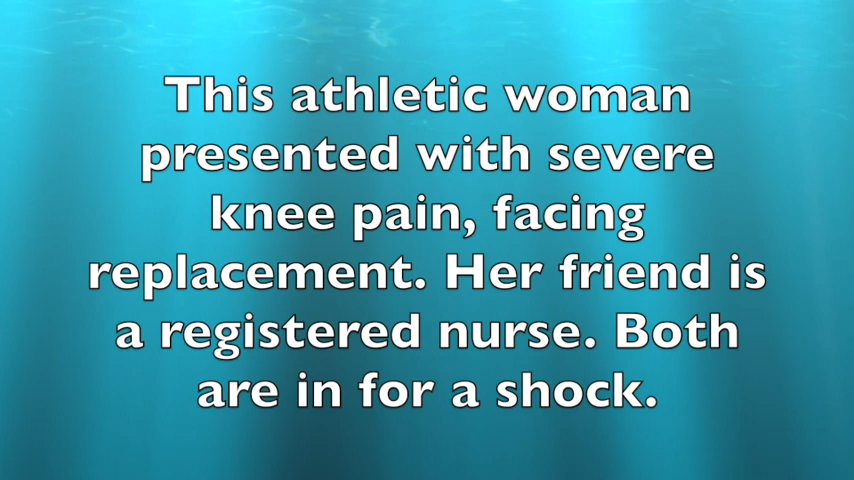 This athletic woman
presented with severe
knee pain, facing
replacement. Her friend is
a registered nurse. Both
are in for a shock.